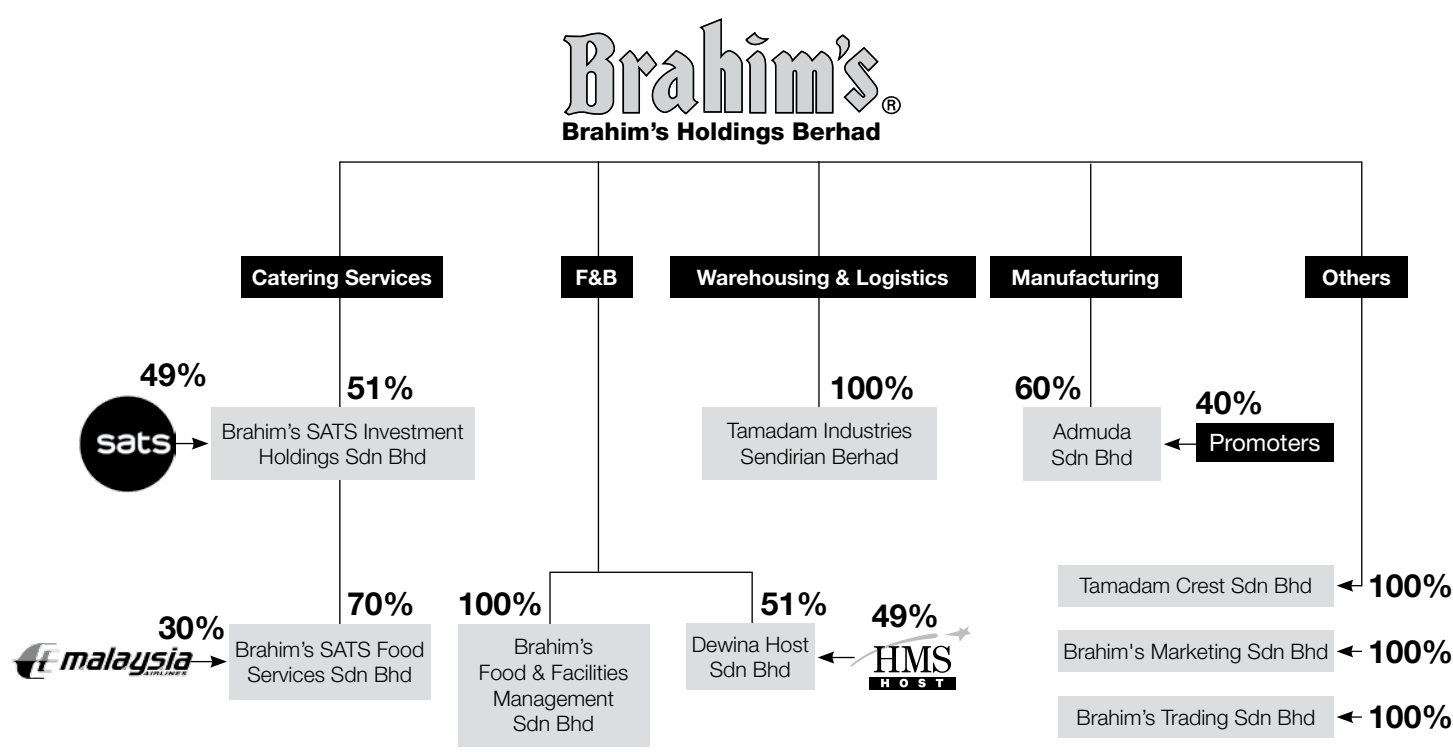 Brahim's®
Brahim's Holdings Berhad
Catering Services
F&B
Warehousing & Logistics
Manufacturing
Others
49%
sats
51%
Brahim's SATS Investment
Holdings Sdn Bhd
100%
Tamadam Industries
Sendirian Berhad
60%
Admuda
Sdn Bhd
40%
Promoters
30%
malaysia
AIRLINES
70%
Brahim's SATS Food
Services Sdn Bhd
100%
Brahim's
Food & Facilities
Management
Sdn Bhd
51%
Dewina Host
Sdn Bhd
49%
HMS
HOST
Tamadam Crest Sdn Bhd
100%
Brahim's Marketing Sdn Bhd
100%
Brahim's Trading Sdn Bhd
100%